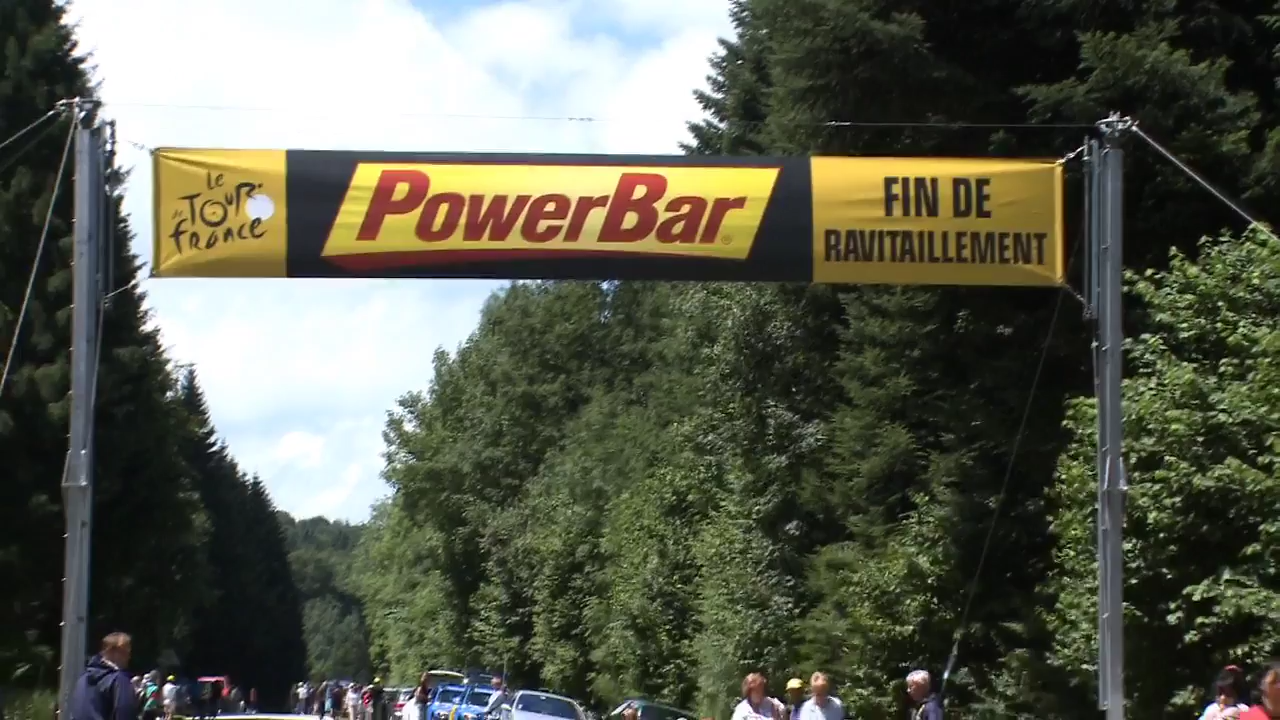 Le
TOUR
de
france
PowerBar®
FIN DE
RAVITAILLEMENT